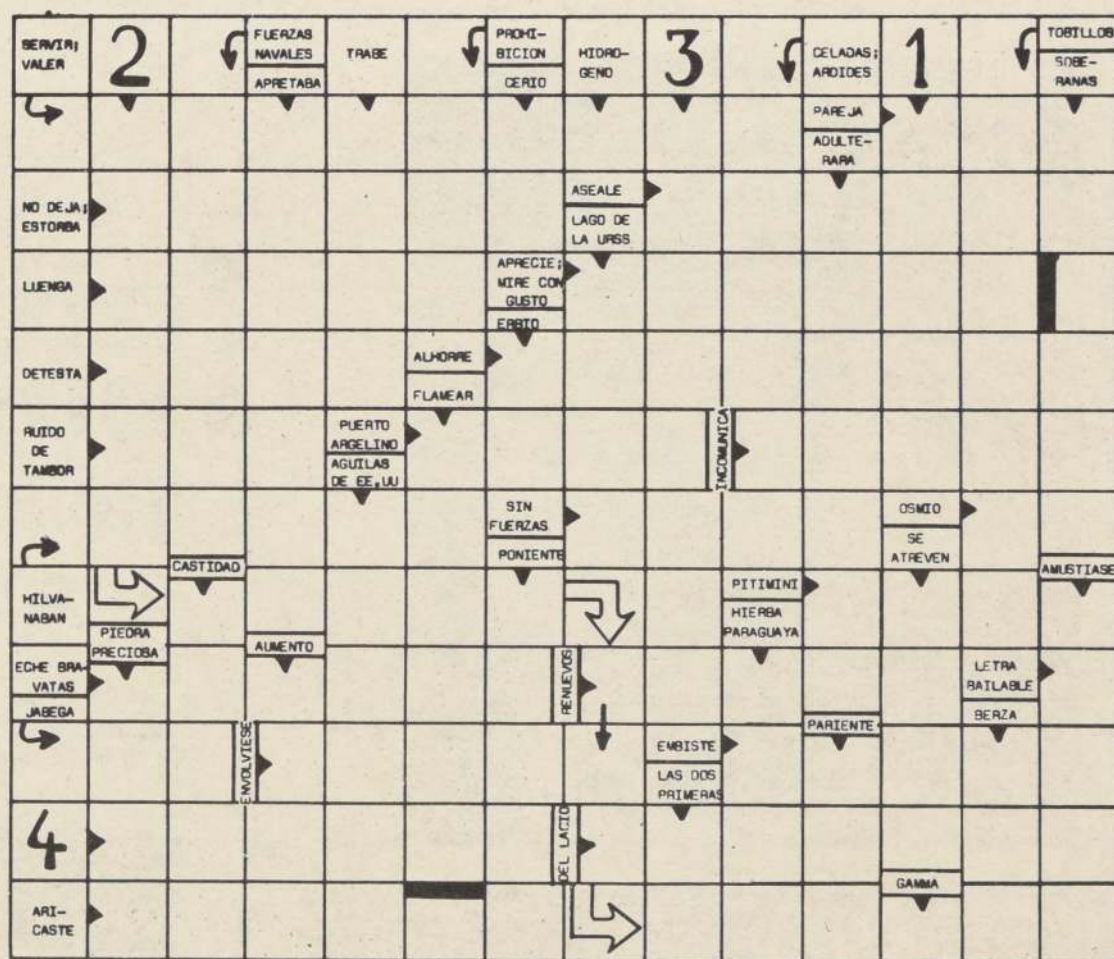 SERVIR;
VALER
2
FUERZAS
NAVALES
APRETABA
TRABE
PROHI-
BICION
CERIO
HIDRO-
GENO
3
CELADAS;
ARDIDES
1
TOBILLOS
SOBE-
RANAS
PAREJA
ADULTE-
RARA
NO DEJA;
ESTORBA
ASEALE
LAGO DE
LA URSS
LUENGA
APRECIE;
MIRE CON
GUSTO
ERBIO
DETESTA
ALHORRE
FLAMEAR
RUIDO
DE
TAMBOR
PUERTO
ARGELINO
AGUILAS
DE EE,UU
INCOMUNICA
SIN
FUERZAS
PONIENTE
OSMIO
SE
ATREVEN
HILVA-
NABAN
CASTIDAD
PIEDRA
PRECIOSA
PITIMINI
HIERBA
PARAGUAYA
AMUSTIASE
ECHE BRA-
VATAS
JABEGA
AUMENTO
RENUEVOS
LETRA
BAILABLE
BERZA
ENVOLVIESE
EMBISTE
LAS DOS
PRIMERAS
PARIENTE
4
DEL LACIO
ARI-
CASTE
GAMMA